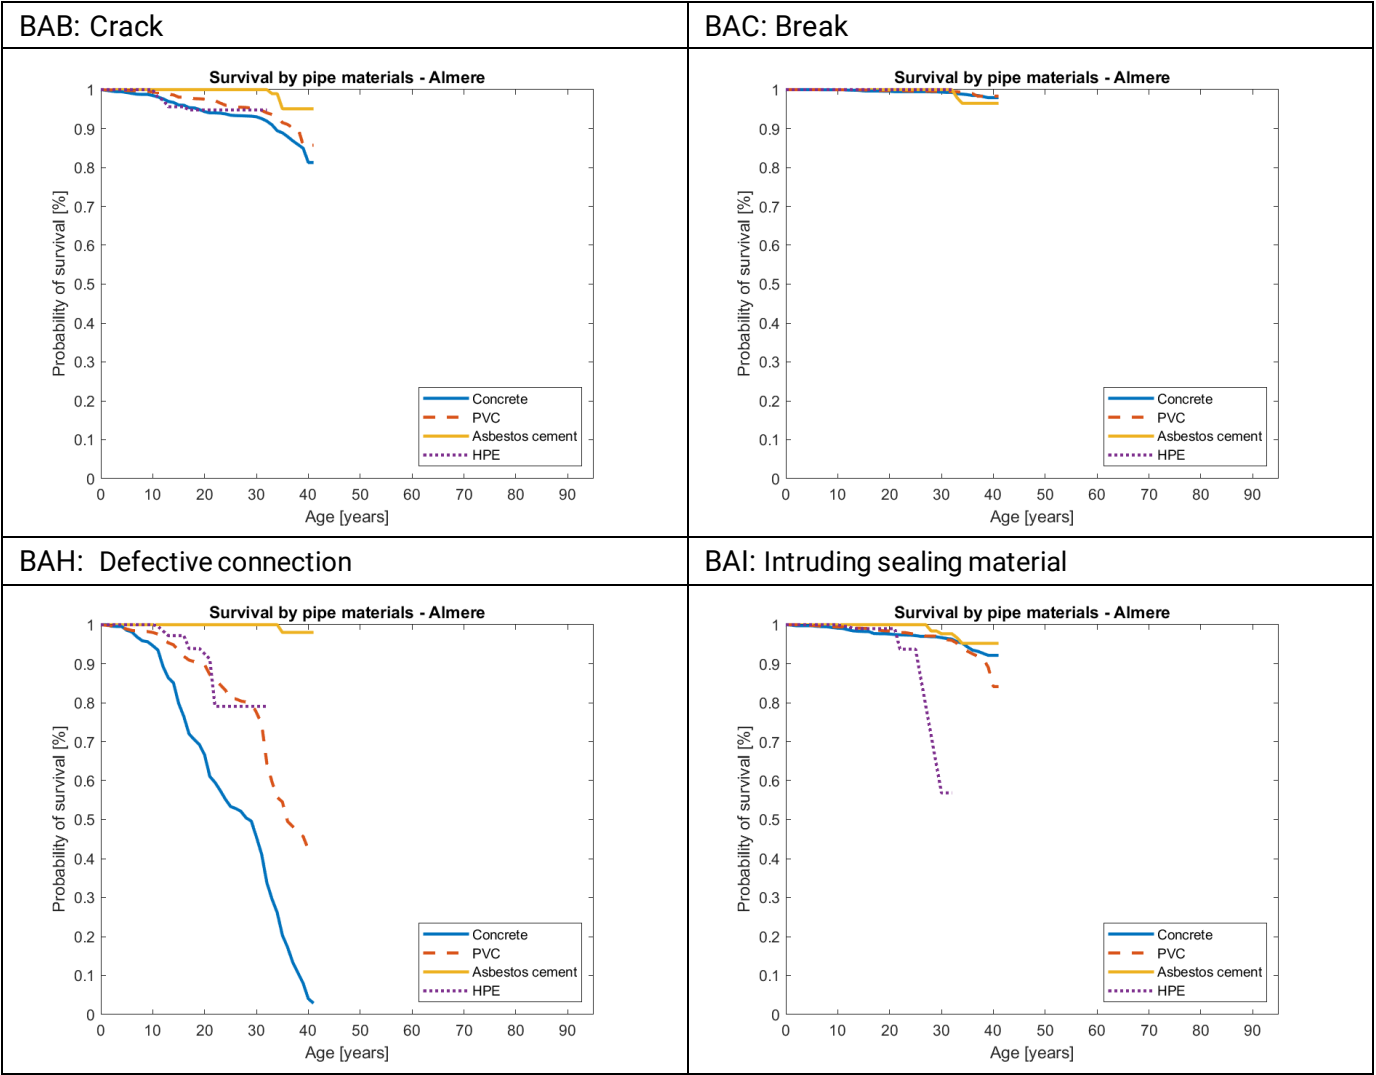 BAB: Crack
BAC: Break
Survival by pipe materials - Almere
1
0.9
0.8
0.7
0.6
0.5
0.4
0.3
0.2
0.1
0
Probability of survival [%]
0 10 20 30 40 50 60 70 80 90
Age [years]
Concrete
PVC
Asbestos cement
HPE
Survival by pipe materials - Almere
1
0.9
0.8
0.7
0.6
0.5
0.4
0.3
0.2
0.1
0
Probability of survival [%]
0 10 20 30 40 50 60 70 80 90
Age [years]
Concrete
PVC
Asbestos cement
HPE
BAH: Defective connection
BAI: Intruding sealing material
Survival by pipe materials - Almere
1
0.9
0.8
0.7
0.6
0.5
0.4
0.3
0.2
0.1
0
Probability of survival [%]
0 10 20 30 40 50 60 70 80 90
Age [years]
Concrete
PVC
Asbestos cement
HPE
Survival by pipe materials - Almere
1
0.9
0.8
0.7
0.6
0.5
0.4
0.3
0.2
0.1
0
Probability of survival [%]
0 10 20 30 40 50 60 70 80 90
Age [years]
Concrete
PVC
Asbestos cement
HPE